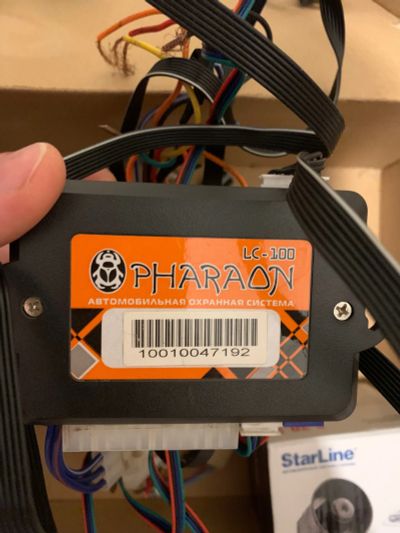 LC-100
PHARAON
АВТОМОБИЛЬНАЯ ОХРАННАЯ СИСТЕМА
10010047192
StarLine